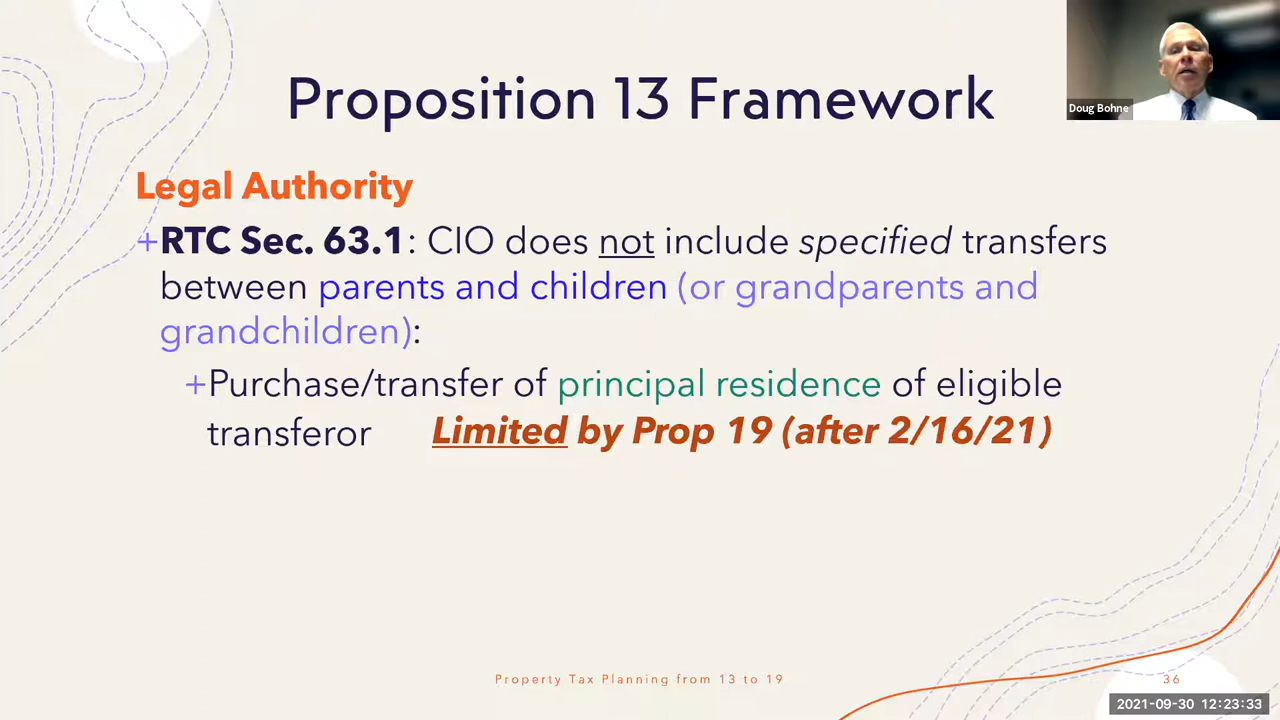 Proposition 13 Framework
Doug Bohne
Legal Authority
+RTC Sec. 63.1: CIO does not include specified transfers
between parents and children (or grandparents and
grandchildren):
+Purchase/transfer of principal residence of eligible
transferor Limited by Prop 19 (after 2/16/21)
Property Tax Planning from 13 to 19
36
2021-09-30 12:23:33